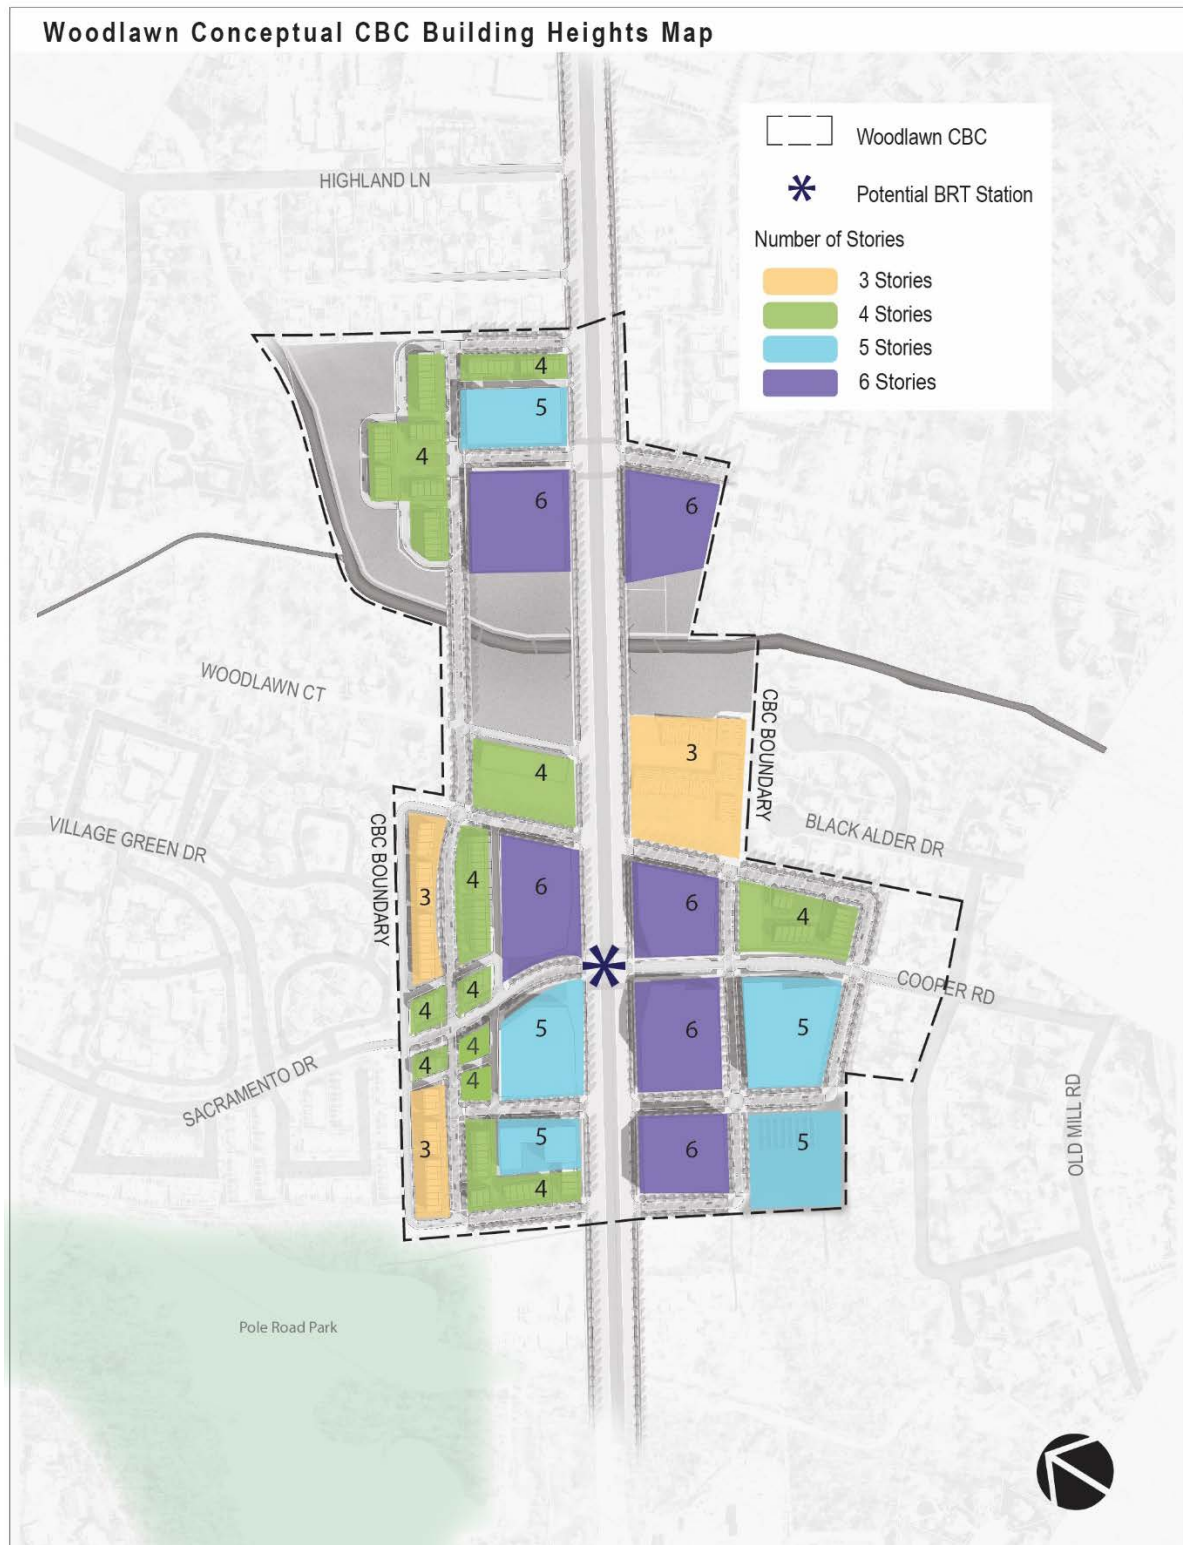 Woodlawn Conceptual CBC Building Heights Map
Woodlawn CBC
Potential BRT Station
Number of Stories
3 Stories
4 Stories
5 Stories
6 Stories
HIGHLAND LN
4
5
4
6
6
WOODLAWN CT
CBC BOUNDARY
3
4
VILLAGE GREEN DR
CBC BOUNDARY
BLACK ALDER DR
3
4
6
6
4
COOPER RD
4
4
5
6
5
4
4
4
SACRAMENTO DR
OLD MILL RD
3
5
6
5
4
Pole Road Park